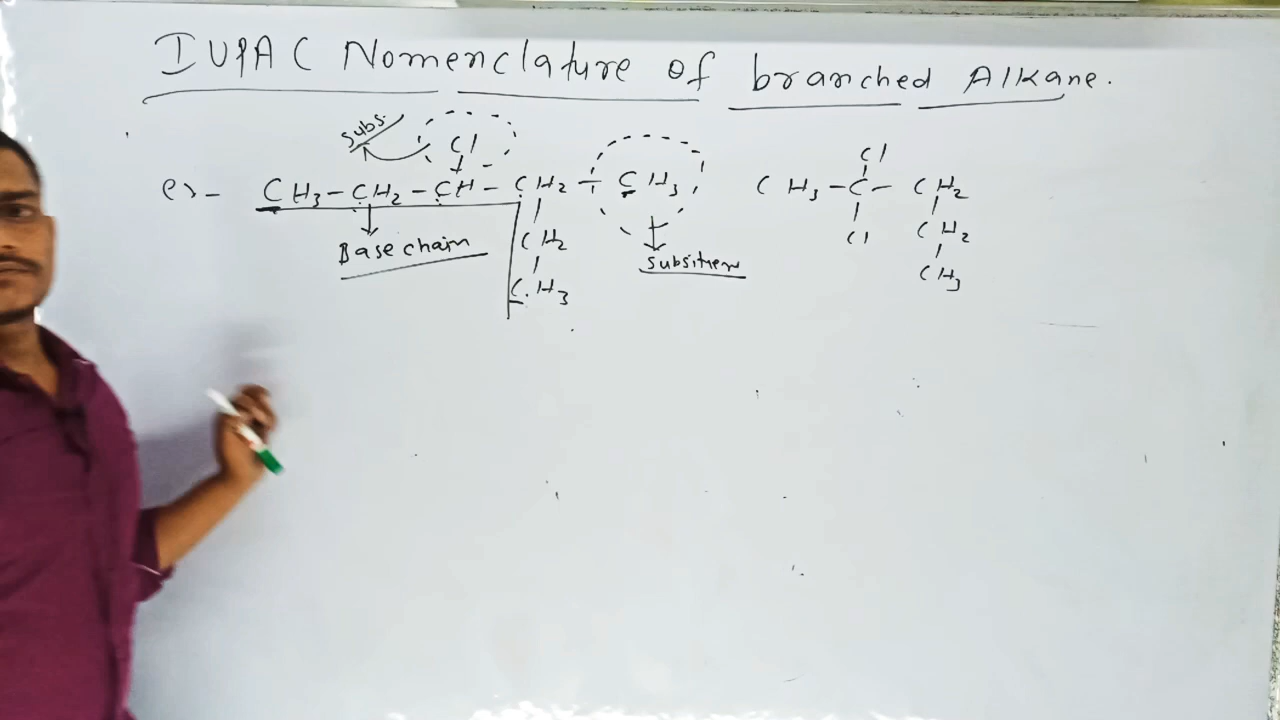 IUPAC Nomenclature of branched Alkane.
Subs.
Cl
Cl
ex- CH3-CH2-CH-CH2-CH3
CH3-C-CH2
Base chain
CH2
Cl
CH2
CH3
CH3